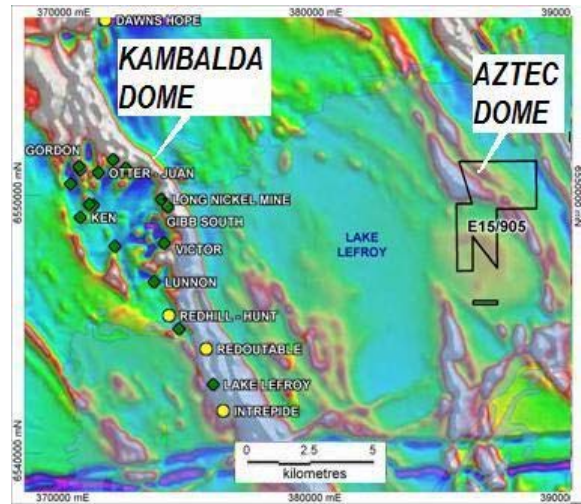 370000 mE
380000 mE
39000
DAWNS HOPE
KAMBALDA
DOME
AZTEC
DOME
GORDON
OTTER - JUAN
6550000 mN
6550000 mN
LONG NICKEL MINE
KEN
GIBB SOUTH
E15/905
LAKE
LEFROY
VICTOR
LUNNON
REDHILL - HUNT
REDOUTABLE
LAKE LEFROY
INTREPIDE
0 2.5 5
kilometres
6540000 mN
370000 mE
380000 mE
39000